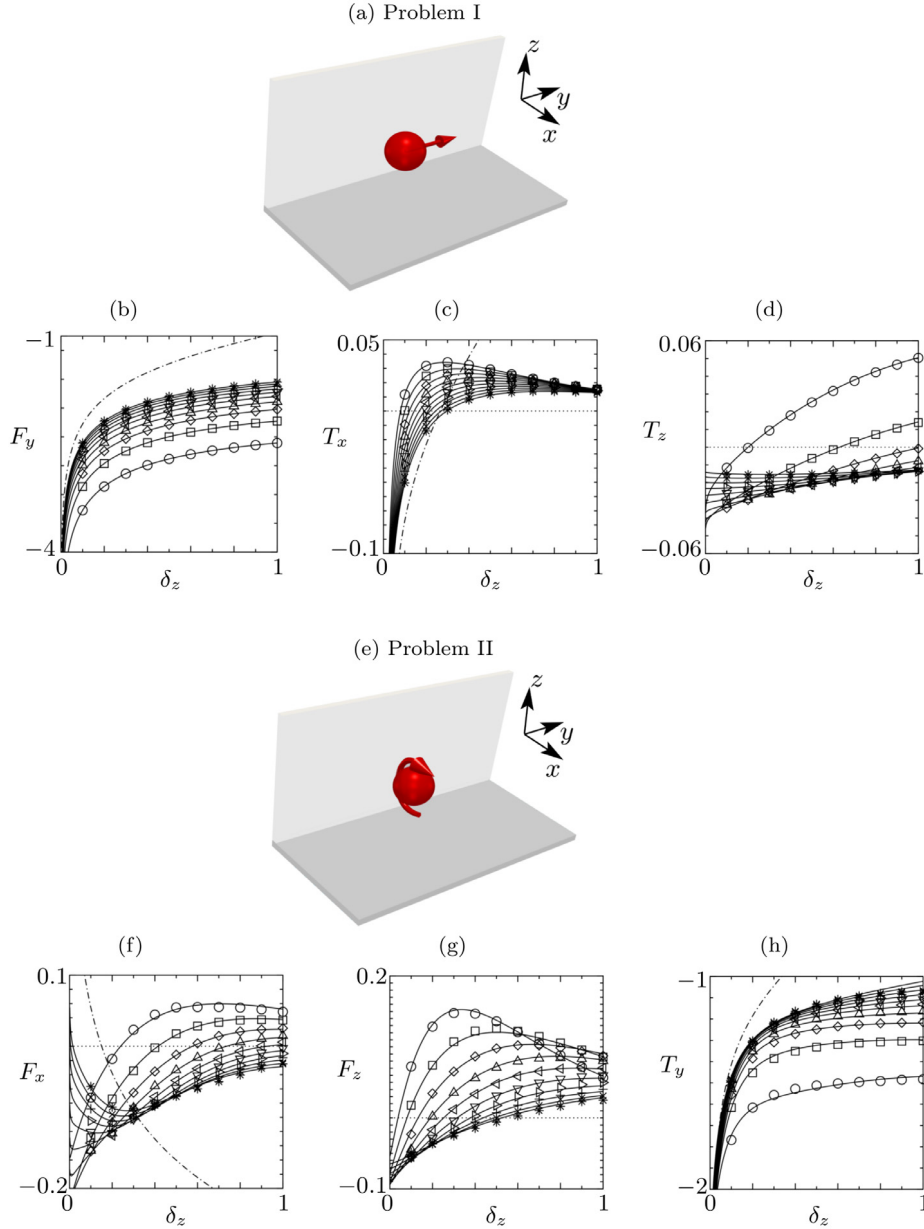 (a) Problem I
z
y
x
(b)
(c)
(d)
−1
F_y
−4
0
δ_z
1
0.05
T_x
−0.1
0
δ_z
1
0.06
T_z
−0.06
0
δ_z
1
(e) Problem II
z
y
x
(f)
(g)
(h)
0.1
F_x
−0.2
0
δ_z
1
0.2
F_z
−0.1
0
δ_z
1
−1
T_y
−2
0
δ_z
1